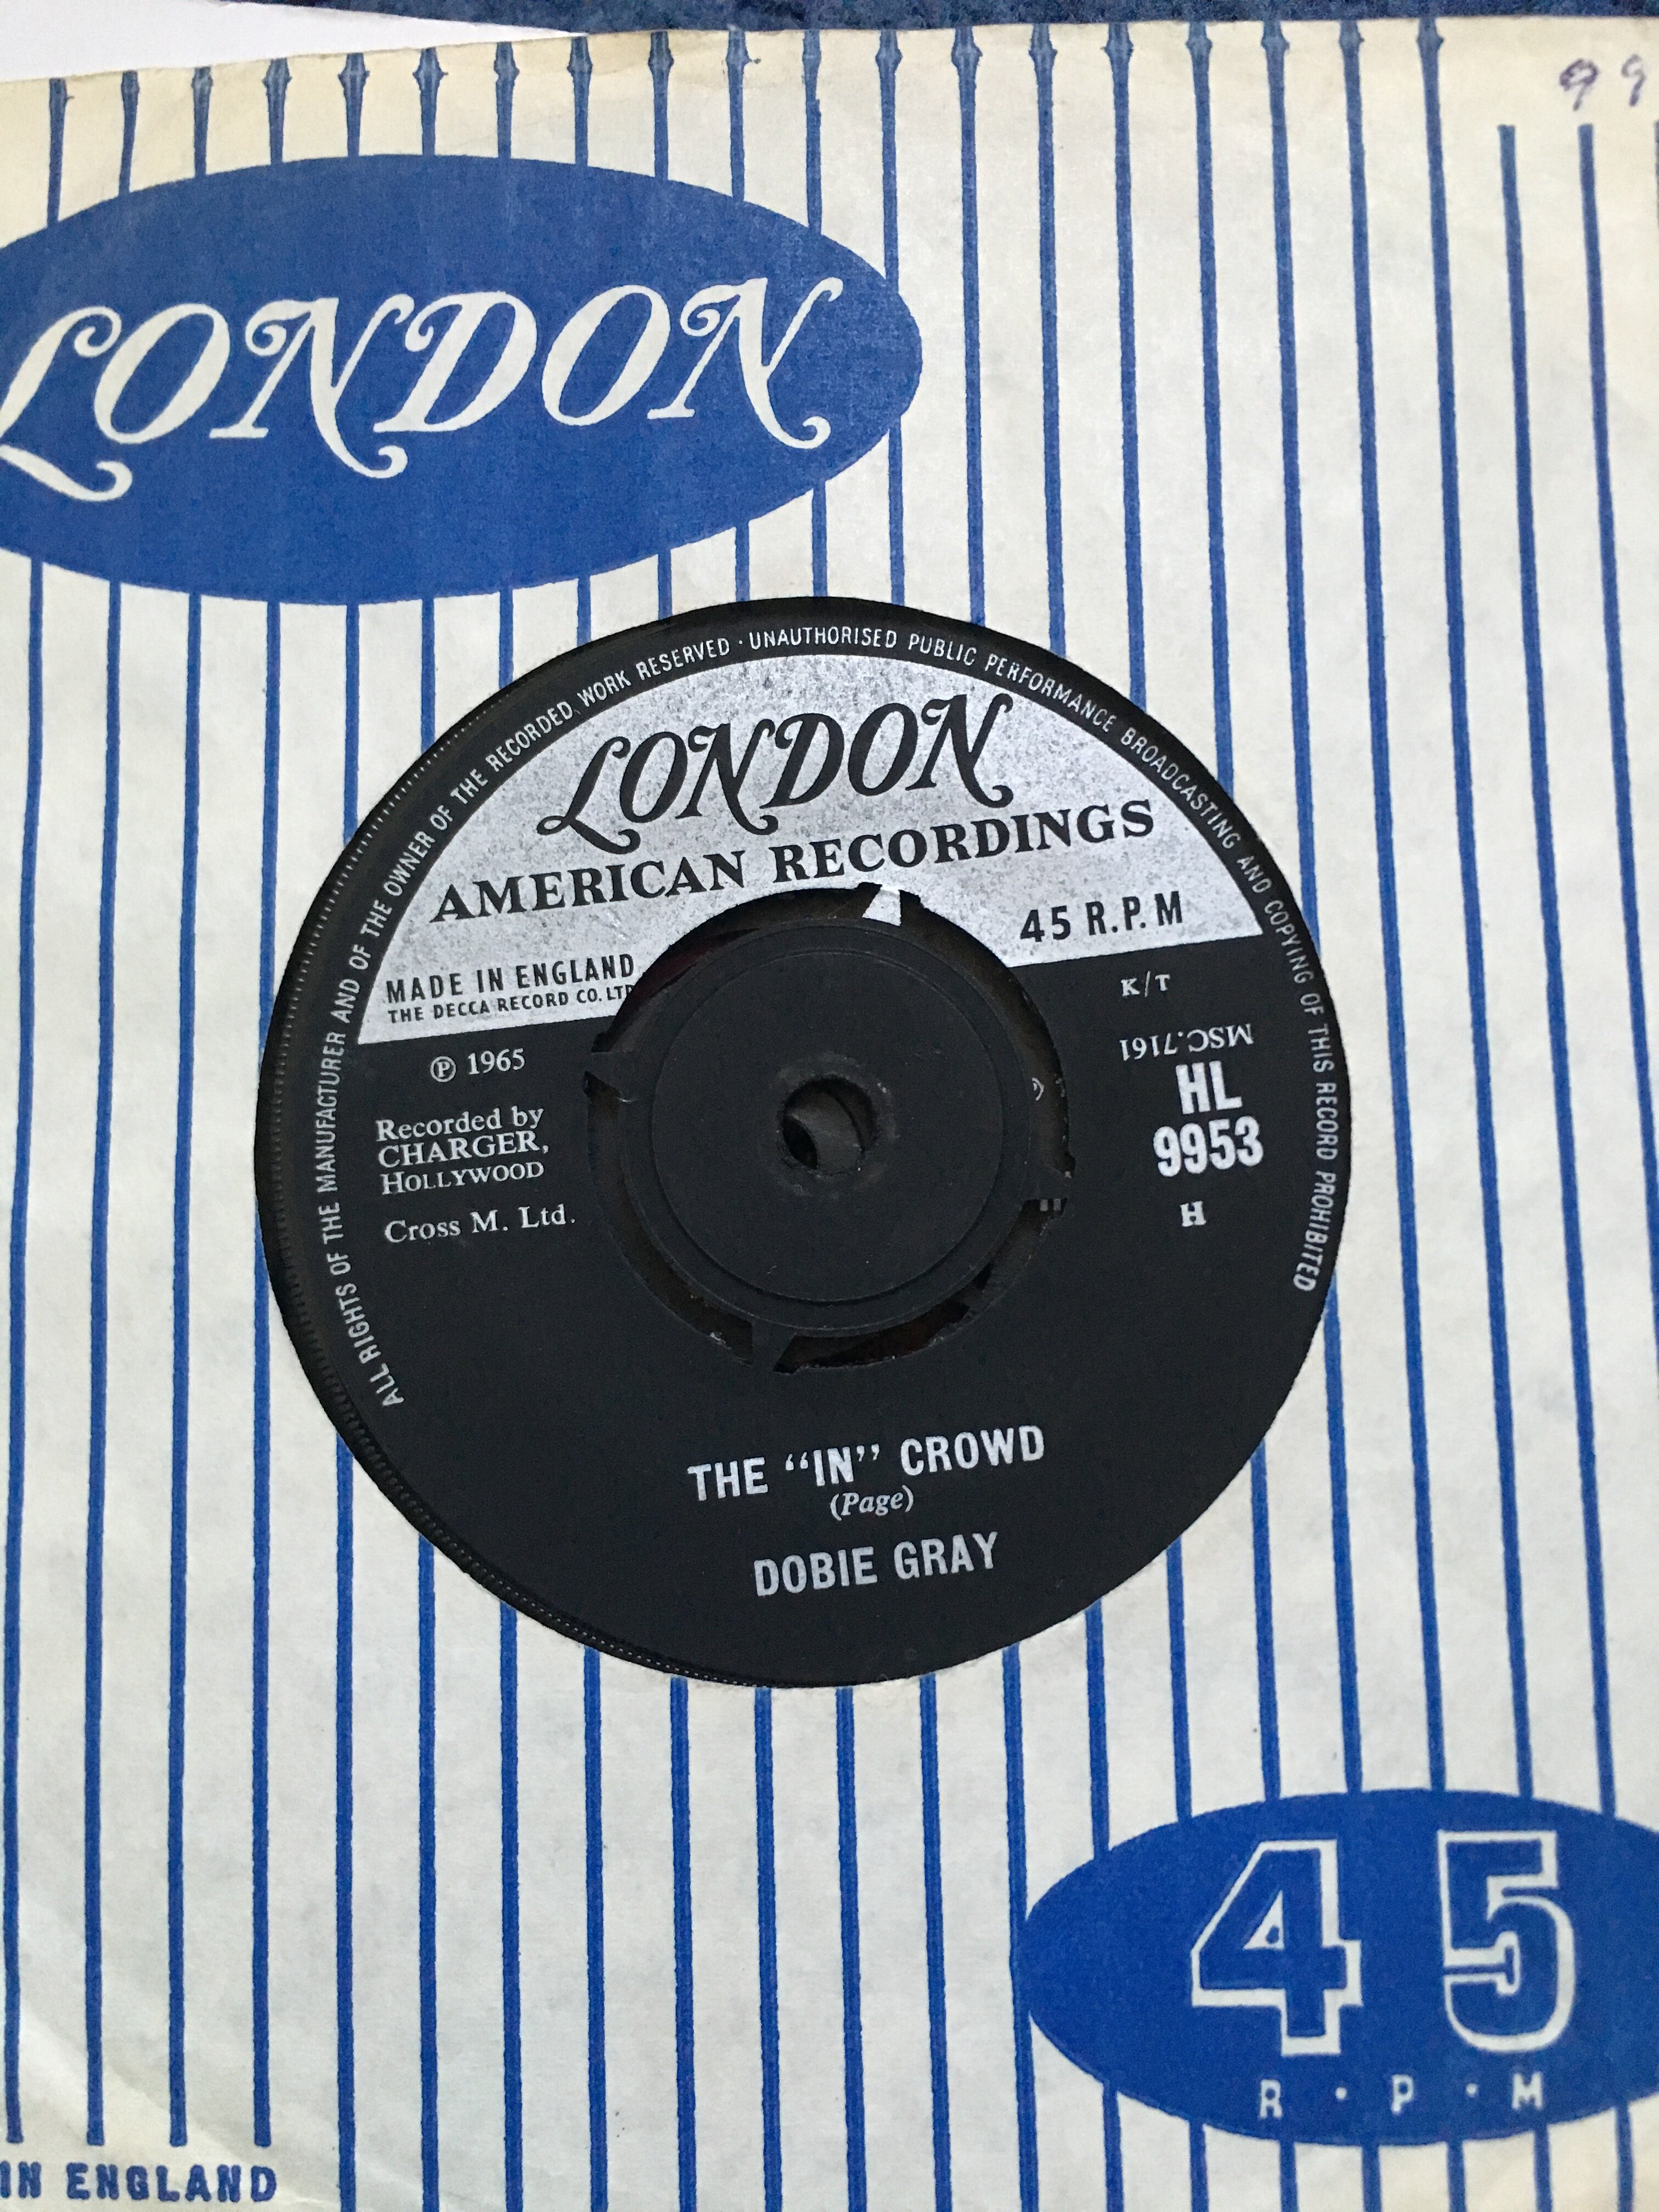 99
LONDON
ALL RIGHTS OF THE MANUFACTURER AND OF THE OWNER OF THE RECORDED WORK RESERVED · UNAUTHORISED PUBLIC PERFORMANCE BROADCASTING AND COPYING OF THIS RECORD PROHIBITED
LONDON
AMERICAN RECORDINGS
45 R.P.M
MADE IN ENGLAND
THE DECCA RECORD CO. LTD
K/T
MSC.7161
HL
9953
H
℗ 1965
Recorded by
CHARGER,
HOLLYWOOD
Cross M. Ltd.
THE “IN” CROWD
(Page)
DOBIE GRAY
45
R·P·M
IN ENGLAND